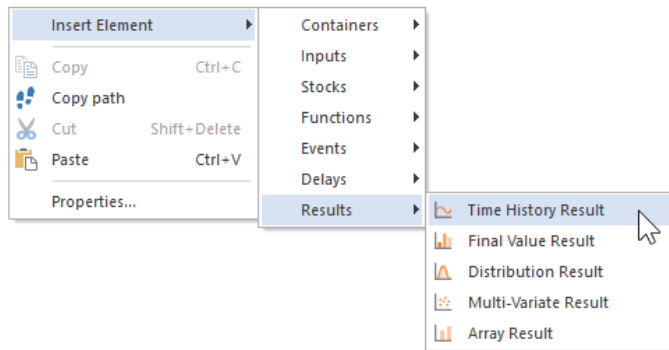 Insert Element
Copy Ctrl+C
Copy path
Cut Shift+Delete
Paste Ctrl+V
Properties...
Containers
Inputs
Stocks
Functions
Events
Delays
Results
Time History Result
Final Value Result
Distribution Result
Multi-Variate Result
Array Result